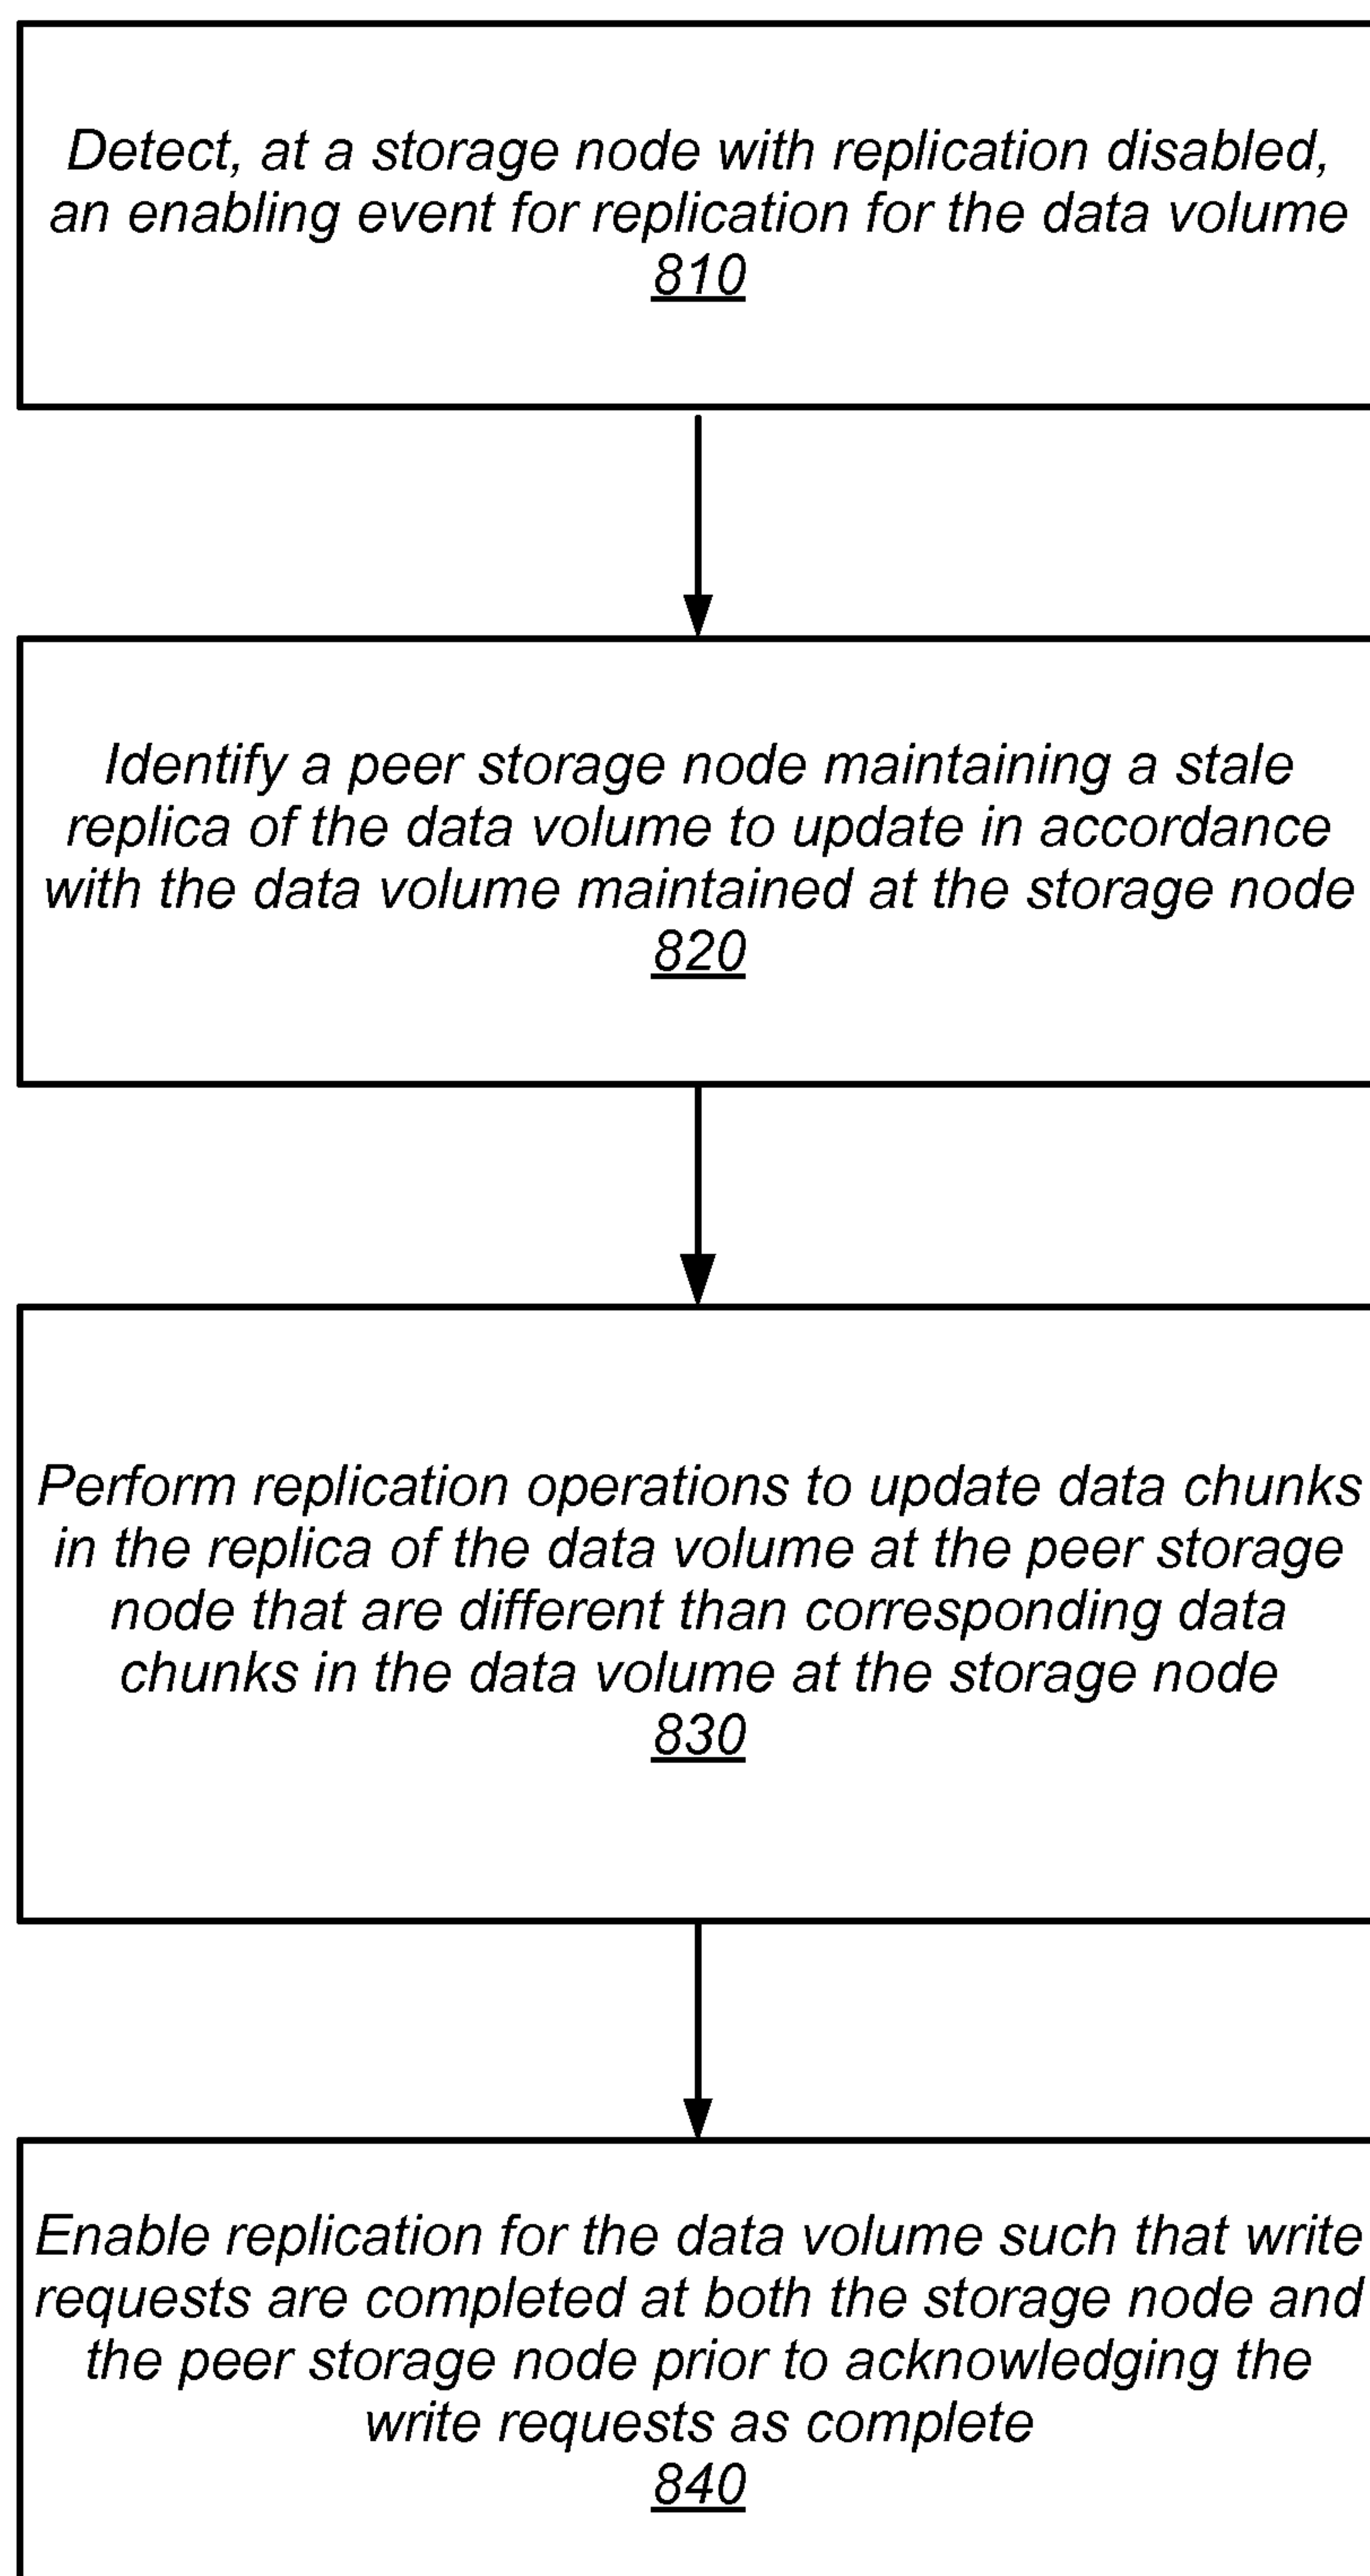 Detect, at a storage node with replication disabled,
an enabling event for replication for the data volume
810
Identify a peer storage node maintaining a stale
replica of the data volume to update in accordance
with the data volume maintained at the storage node
820
Perform replication operations to update data chunks
in the replica of the data volume at the peer storage
node that are different than corresponding data
chunks in the data volume at the storage node
830
Enable replication for the data volume such that write
requests are completed at both the storage node and
the peer storage node prior to acknowledging the
write requests as complete
840